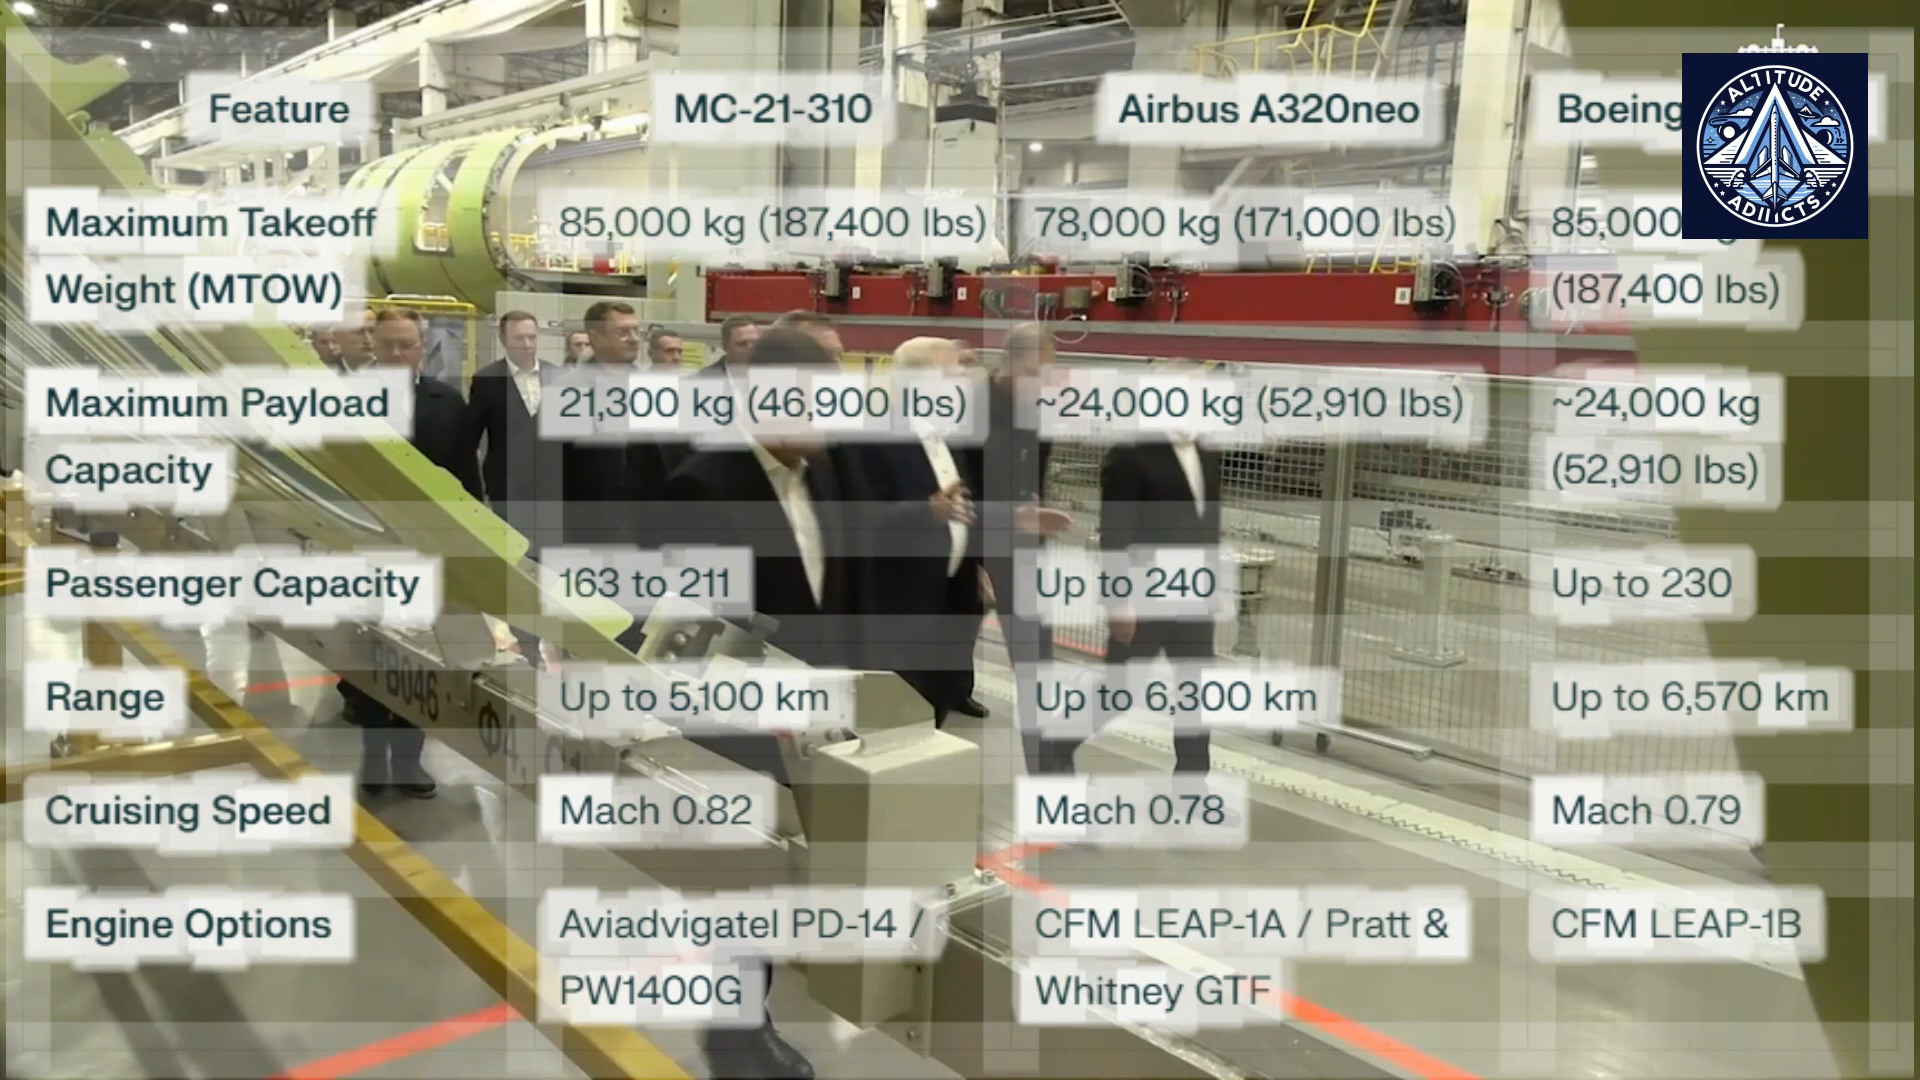 Feature MC-21-310 Airbus A320neo Boeing
Maximum Takeoff 85,000 kg (187,400 lbs) 78,000 kg (171,000 lbs) 85,000
Weight (MTOW) (187,400 lbs)
Maximum Payload 21,300 kg (46,900 lbs) ~24,000 kg (52,910 lbs) ~24,000 kg
Capacity (52,910 lbs)
Passenger Capacity 163 to 211 Up to 240 Up to 230
Range Up to 5,100 km Up to 6,300 km Up to 6,570 km
Cruising Speed Mach 0.82 Mach 0.78 Mach 0.79
Engine Options Aviadvigatel PD-14 / CFM LEAP-1A / Pratt & CFM LEAP-1B
PW1400G Whitney GTF
ALTITUDE
PB046